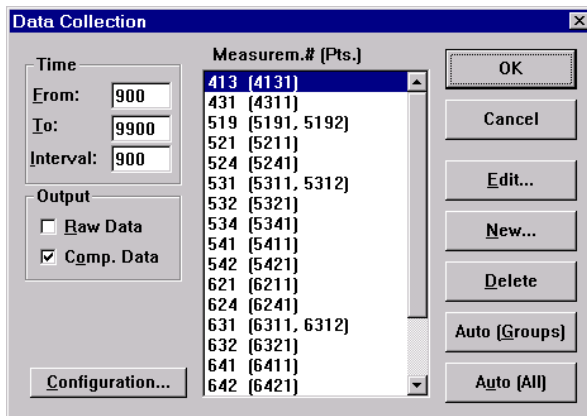 Data Collection
Time
From: 900
To: 9900
Interval: 900
Output
Raw Data
Comp. Data
Configuration...
Measurem.# (Pts.)
413 (4131)
431 (4311)
519 (5191, 5192)
521 (5211)
524 (5241)
531 (5311, 5312)
532 (5321)
534 (5341)
541 (5411)
542 (5421)
621 (6211)
624 (6241)
631 (6311, 6312)
632 (6321)
641 (6411)
642 (6421)
OK
Cancel
Edit...
New...
Delete
Auto (Groups)
Auto (All)